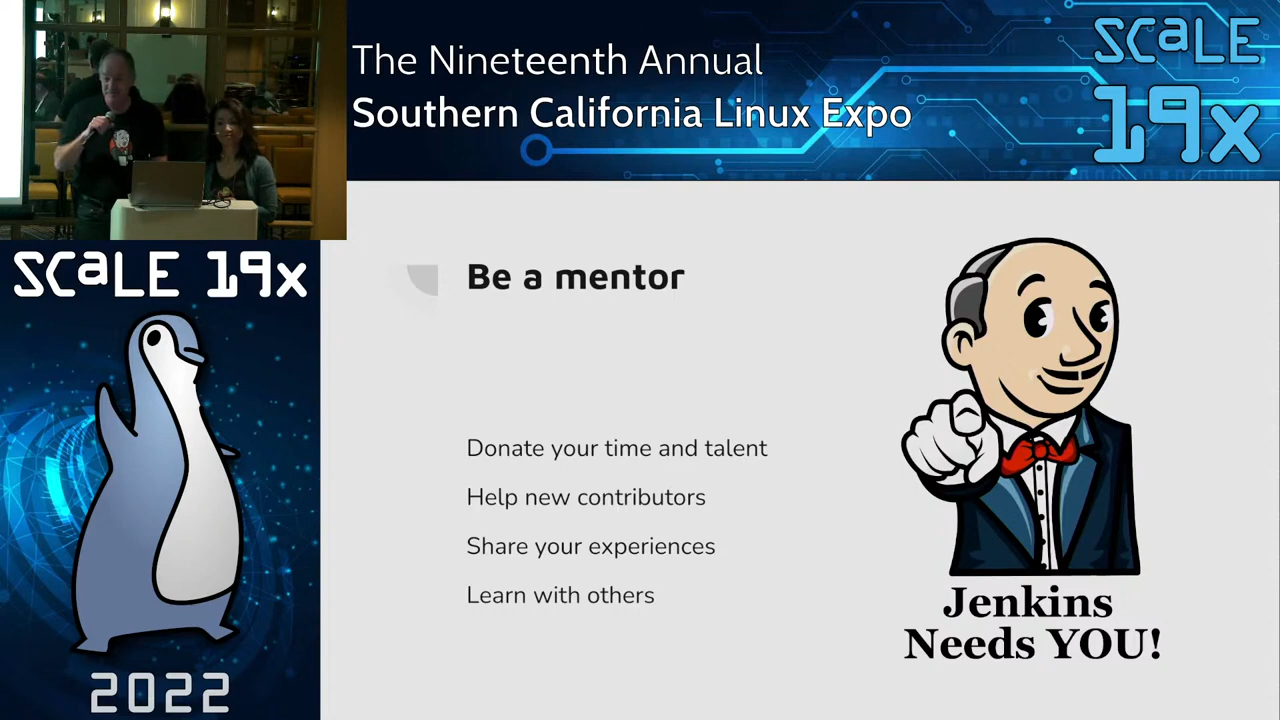 The Nineteenth Annual
Southern California Linux Expo
SCaLE
19x
SCaLE 19x
2022
Be a mentor
Donate your time and talent
Help new contributors
Share your experiences
Learn with others
Jenkins
Needs YOU!